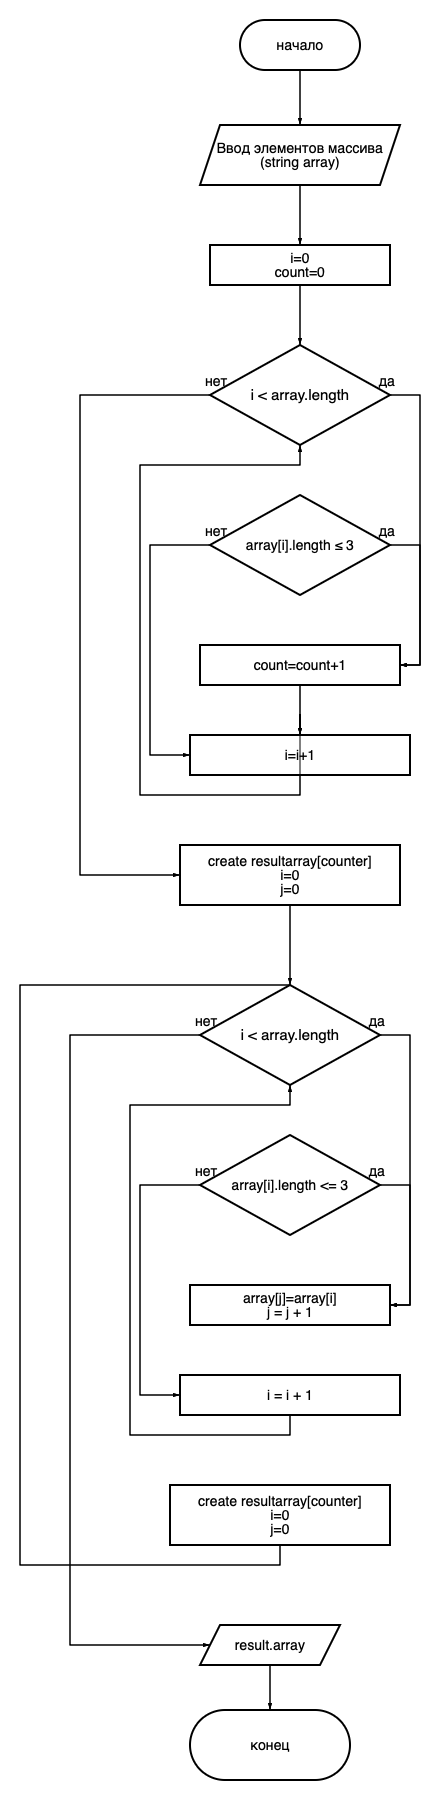 начало
Ввод элементов массива
(string array)
i=0
count=0
нет
да
i < array.length
нет
да
array[i].length ≤ 3
count=count+1
i=i+1
create resultarray[counter]
i=0
j=0
нет
да
i < array.length
нет
да
array[i].length <= 3
array[j]=array[i]
j = j + 1
i = i + 1
create resultarray[counter]
i=0
j=0
result.array
конец